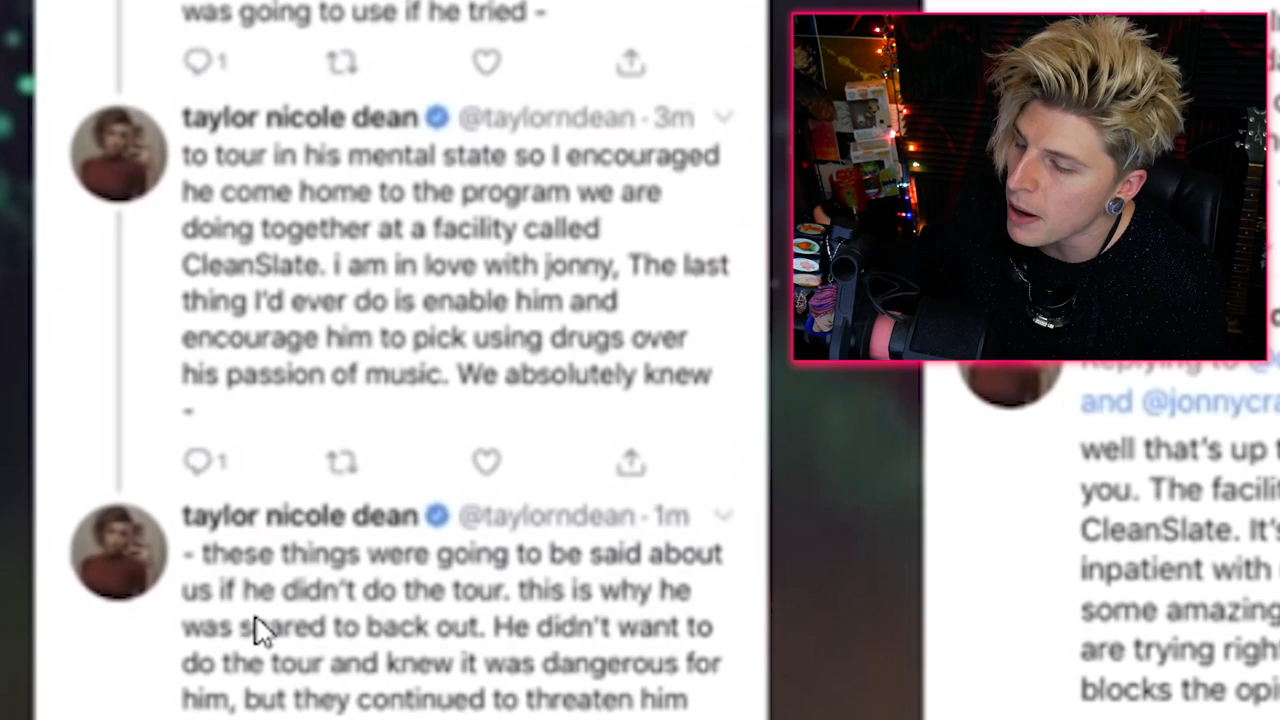 was going to use if he tried -
1
taylor nicole dean @taylorndean · 3m
to tour in his mental state so I encouraged
he come home to the program we are
doing together at a facility called
CleanSlate. i am in love with jonny, The last
thing I'd ever do is enable him and
encourage him to pick using drugs over
his passion of music. We absolutely knew
-
1
taylor nicole dean @taylorndean · 1m
- these things were going to be said about
us if he didn't do the tour. this is why he
was scared to back out. He didn't want to
do the tour and knew it was dangerous for
him, but they continued to threaten him
Replying to
and @jonnycra
well that's up t
you. The facilit
CleanSlate. It's
inpatient with
some amazing
are trying righ
blocks the opi